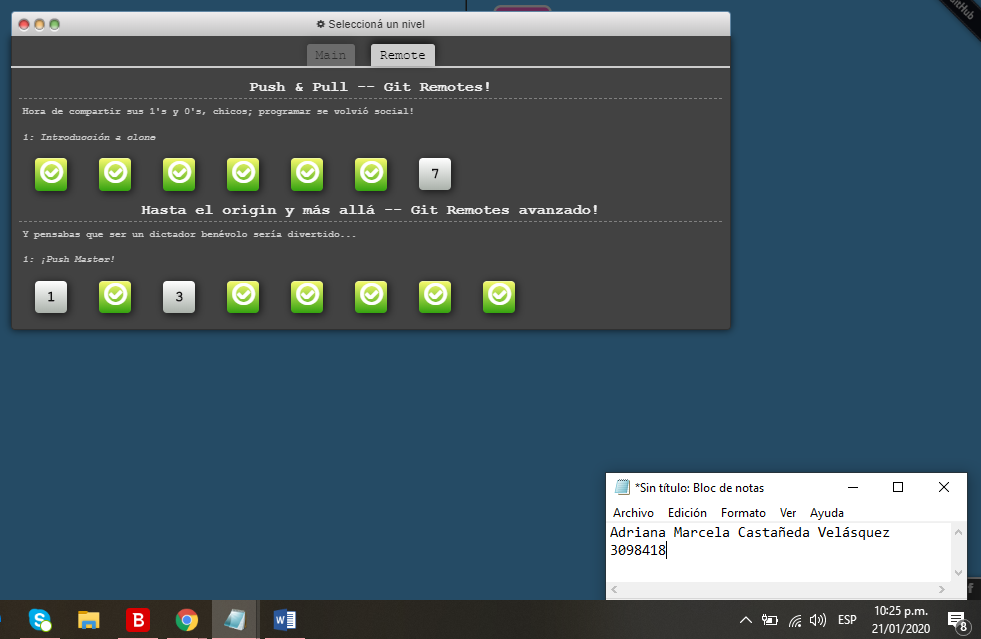 Seleccioná un nivel
Main
Remote
Push & Pull -- Git Remotes!
Hora de compartir sus 1's y 0's, chicos; programar se volvió social!
1: Introducción a clone
7
Hasta el origin y más allá -- Git Remotes avanzado!
Y pensabas que ser un dictador benévolo sería divertido...
1: ¡Push Master!
1
3
*Sin título: Bloc de notas
Archivo Edición Formato Ver Ayuda
Adriana Marcela Castañeda Velásquez
3098418
B
ESP
10:25 p.m.
21/01/2020
8